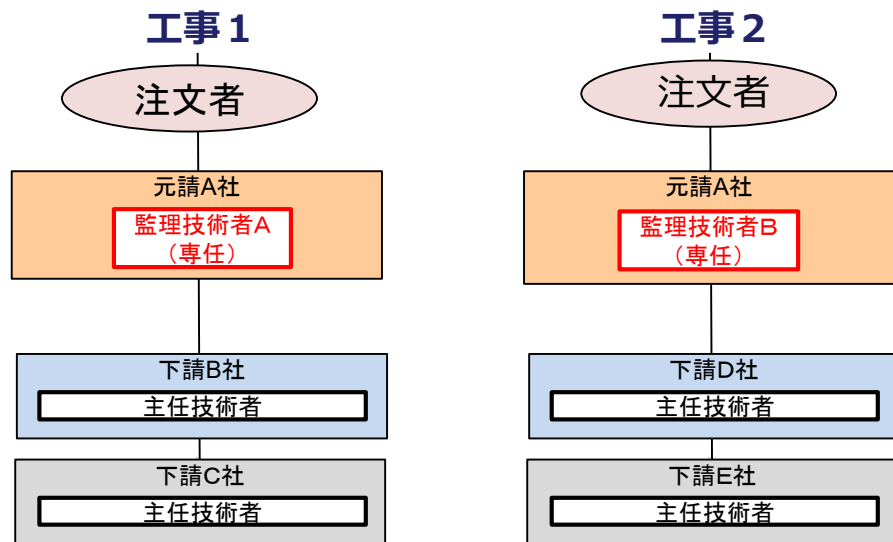 工事１
注文者
元請A社
監理技術者A
（専任）
下請B社
主任技術者
下請C社
主任技術者
工事２
注文者
元請A社
監理技術者B
（専任）
下請D社
主任技術者
下請E社
主任技術者